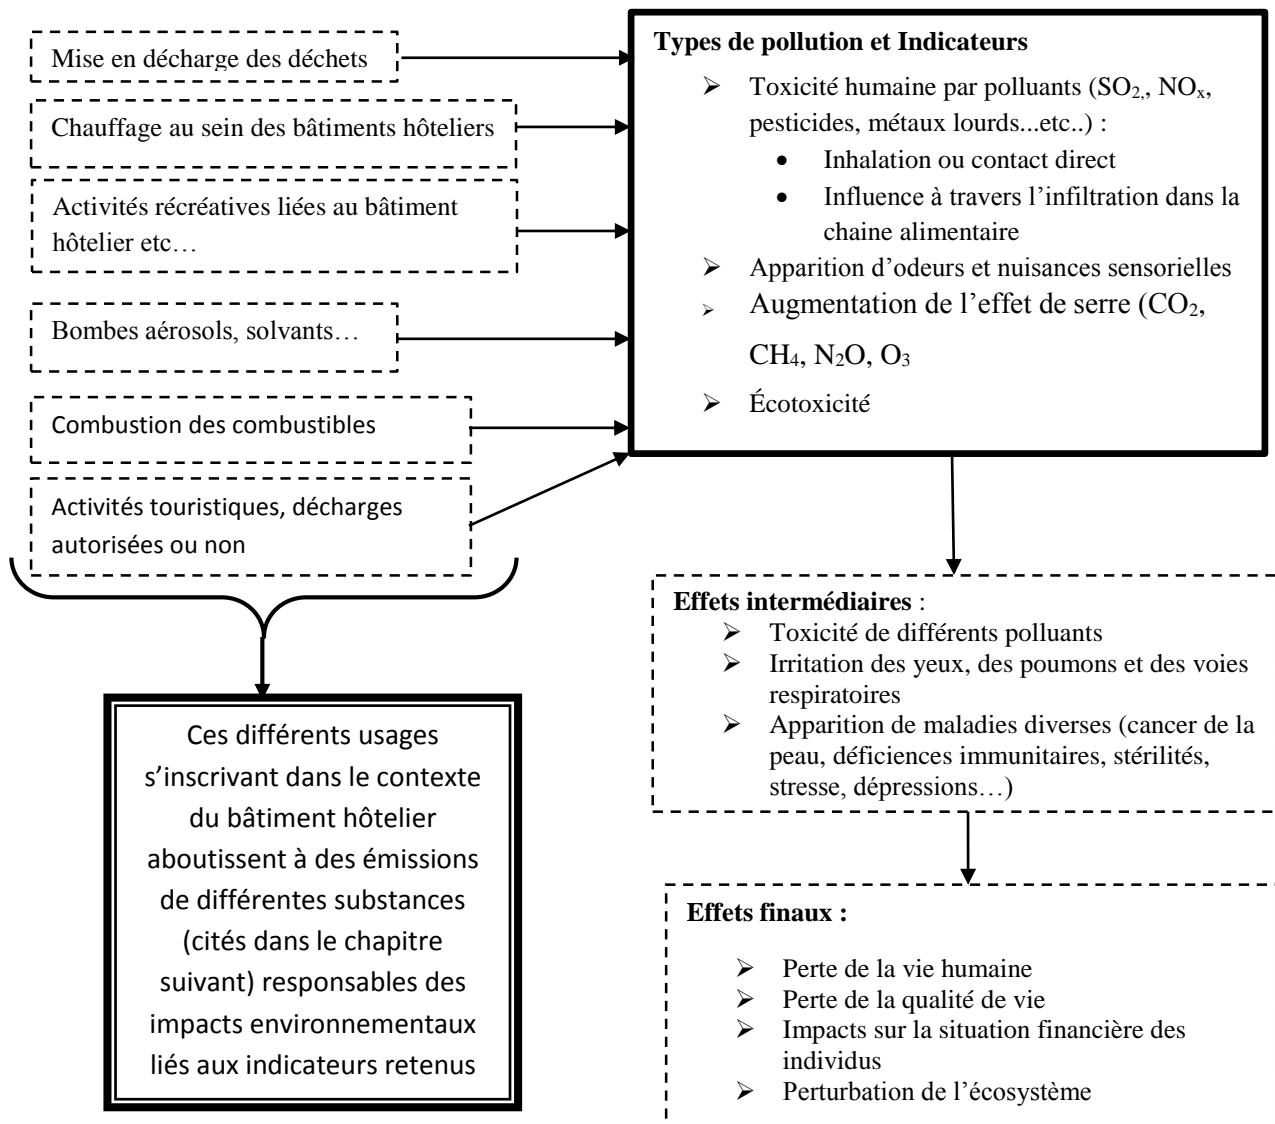 Mise en décharge des déchets
Chauffage au sein des bâtiments hôteliers
Activités récréatives liées au bâtiment
hôtelier etc…
Bombes aérosols, solvants…
Combustion des combustibles
Activités touristiques, décharges
autorisées ou non
Ces différents usages
s’inscrivant dans le contexte
du bâtiment hôtelier
aboutissent à des émissions
de différentes substances
(cités dans le chapitre
suivant) responsables des
impacts environnementaux
liés aux indicateurs retenus
Types de pollution et Indicateurs
➢ Toxicité humaine par polluants (SO₂,, NOₓ,
pesticides, métaux lourds...etc..) :
• Inhalation ou contact direct
• Influence à travers l’infiltration dans la
chaine alimentaire
➢ Apparition d’odeurs et nuisances sensorielles
➢ Augmentation de l’effet de serre (CO₂,
CH₄, N₂O, O₃
➢ Écotoxicité
Effets intermédiaires :
➢ Toxicité de différents polluants
➢ Irritation des yeux, des poumons et des voies
respiratoires
➢ Apparition de maladies diverses (cancer de la
peau, déficiences immunitaires, stérilités,
stresse, dépressions…)
Effets finaux :
➢ Perte de la vie humaine
➢ Perte de la qualité de vie
➢ Impacts sur la situation financière des
individus
➢ Perturbation de l’écosystème